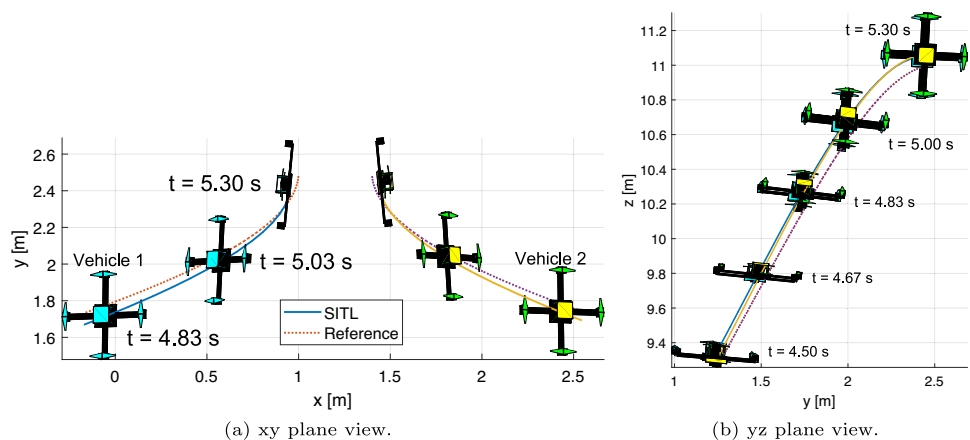 2.6
2.4
2.2
2
1.8
1.6
y [m]
0
0.5
1
1.5
2
2.5
x [m]
t = 5.30 s
Vehicle 1
t = 5.03 s
Vehicle 2
t = 4.83 s
SITL
Reference
(a) xy plane view.
11.2
11
10.8
10.6
10.4
10.2
10
9.8
9.6
9.4
z [m]
1
1.5
2
2.5
y [m]
t = 5.30 s
t = 5.00 s
t = 4.83 s
t = 4.67 s
t = 4.50 s
(b) yz plane view.